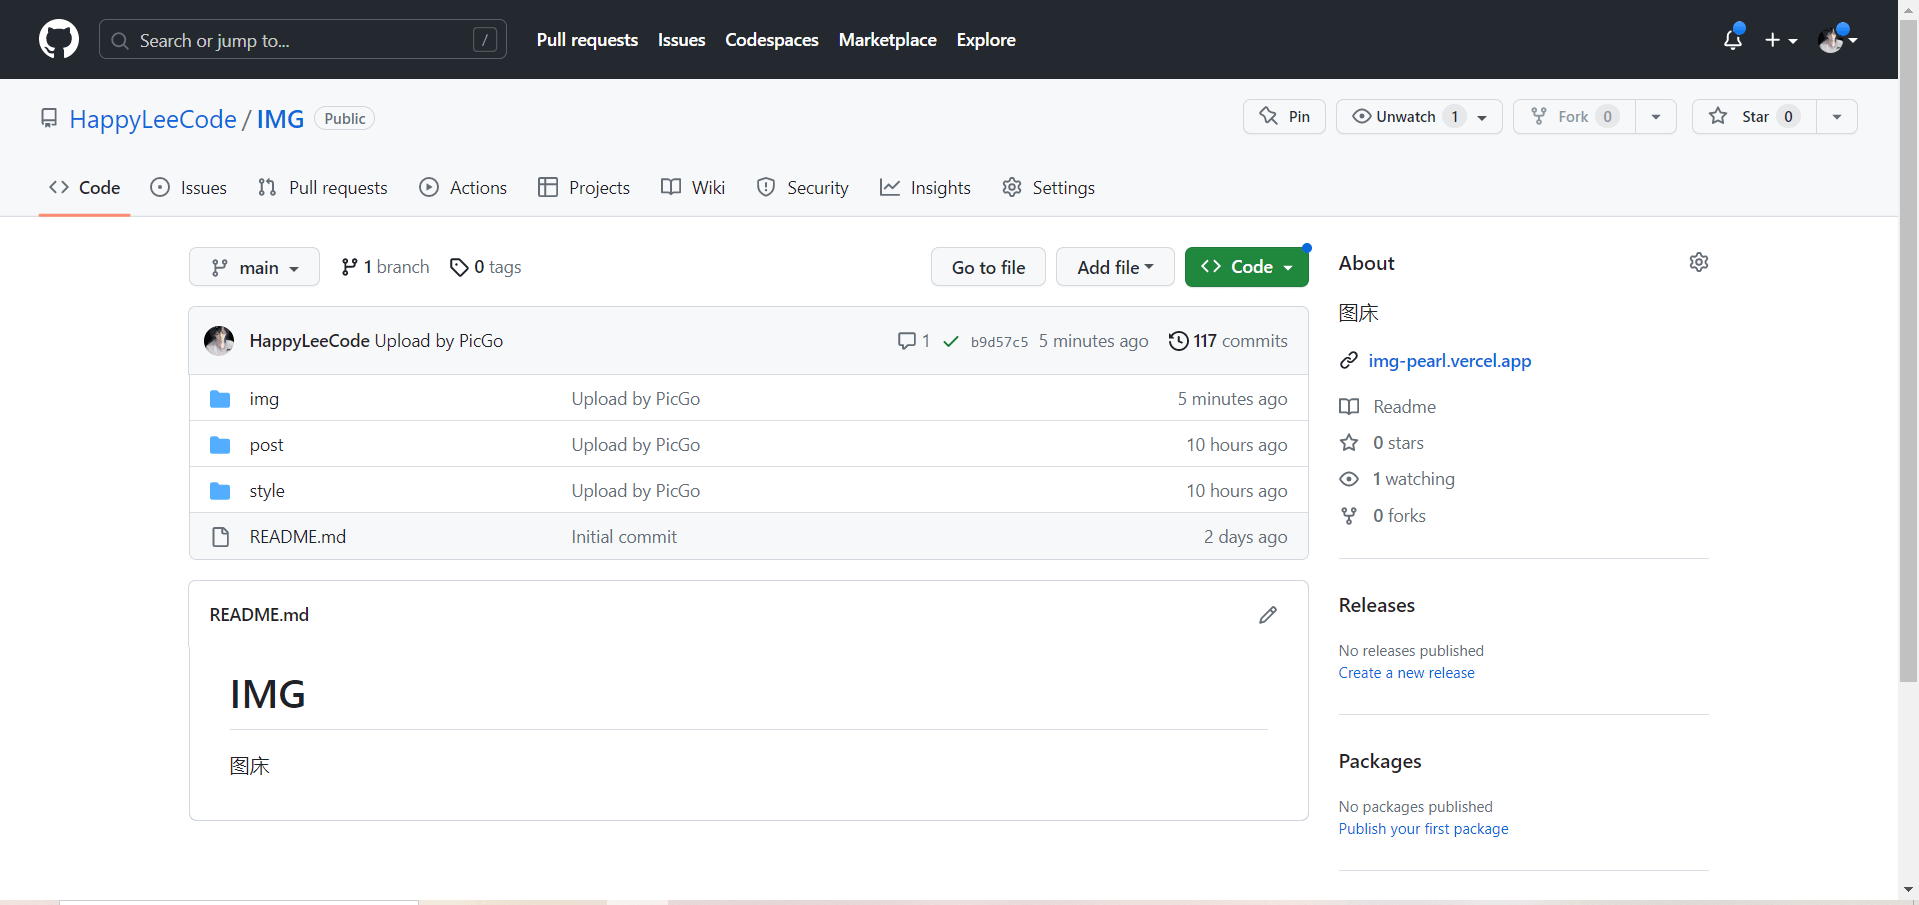 Search or jump to... /
Pull requests Issues Codespaces Marketplace Explore
HappyLeeCode / IMG Public
Pin Unwatch 1 Fork 0 Star 0
Code Issues Pull requests Actions Projects Wiki Security Insights Settings
main 1 branch 0 tags
Go to file Add file Code
HappyLeeCode Upload by PicGo 1 b9d57c5 5 minutes ago 117 commits
img Upload by PicGo 5 minutes ago
post Upload by PicGo 10 hours ago
style Upload by PicGo 10 hours ago
README.md Initial commit 2 days ago
README.md
IMG
图床
About
图床
img-pearl.vercel.app
Readme
0 stars
1 watching
0 forks
Releases
No releases published
Create a new release
Packages
No packages published
Publish your first package